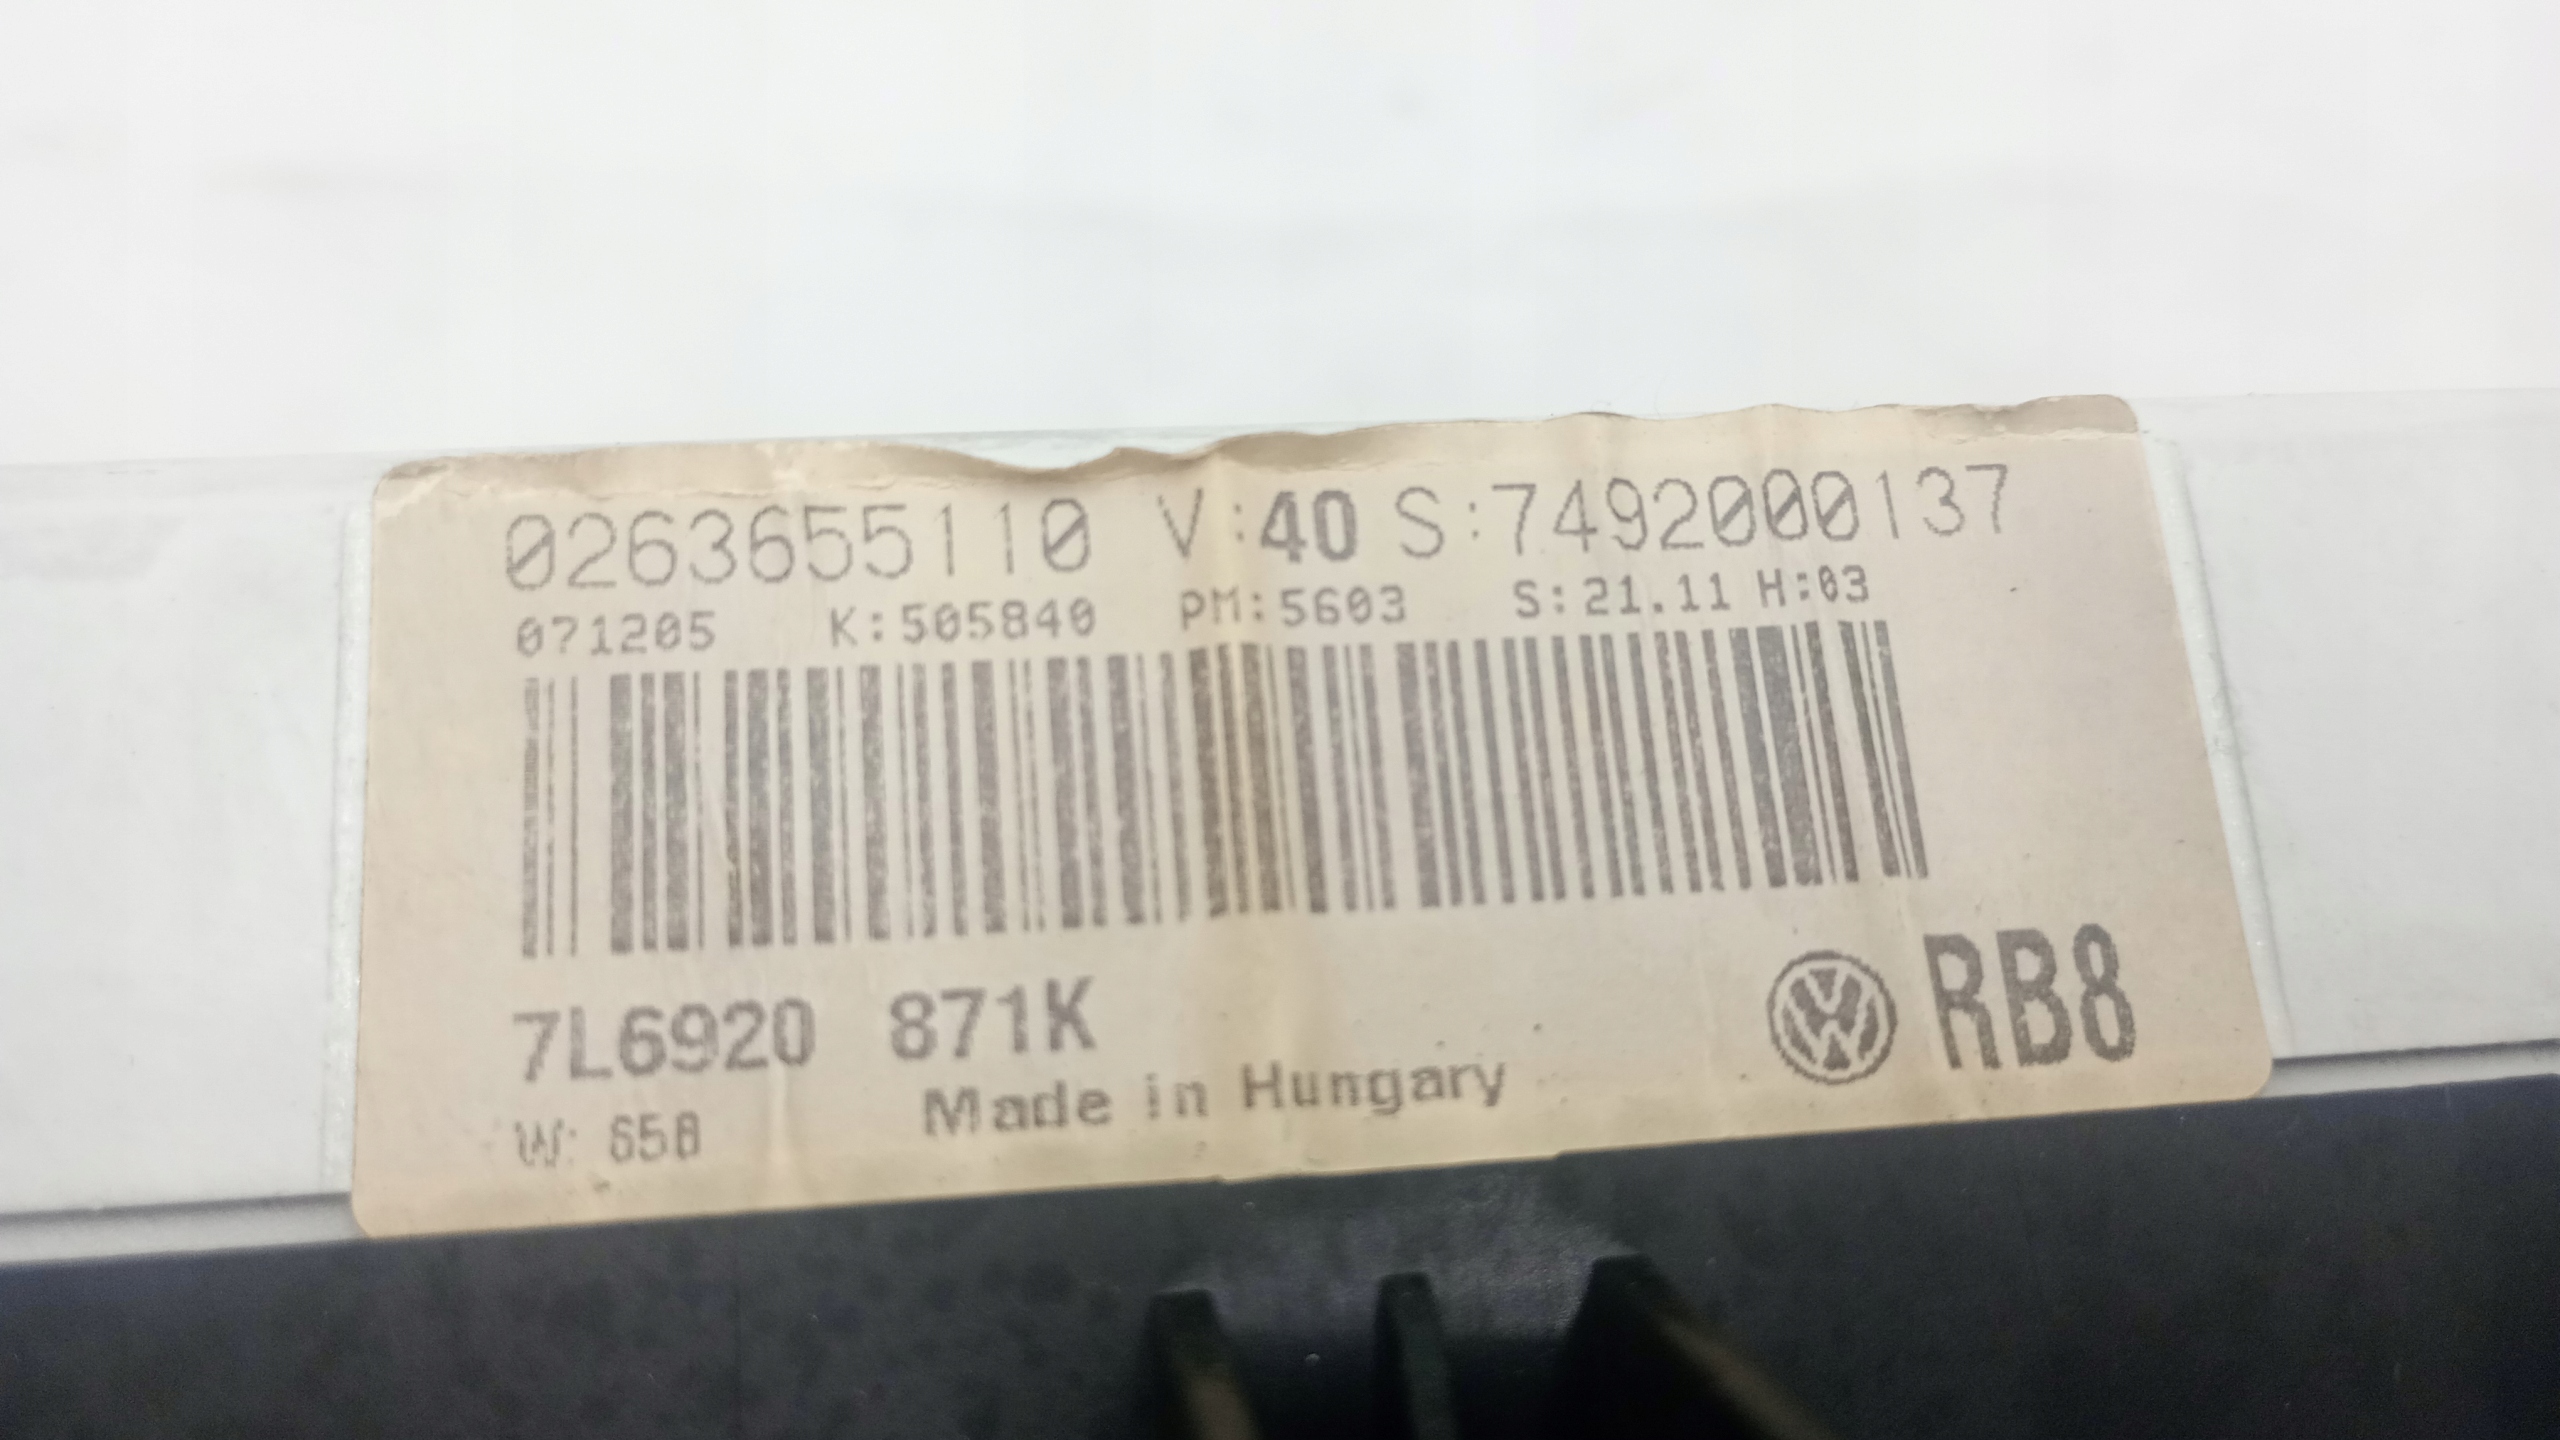 0263655110 V:40 S:7492000137
071205 K:505840 PM:5603 S:21.11 H:03
7L6920 871K
RB8
Made in Hungary
W: 658